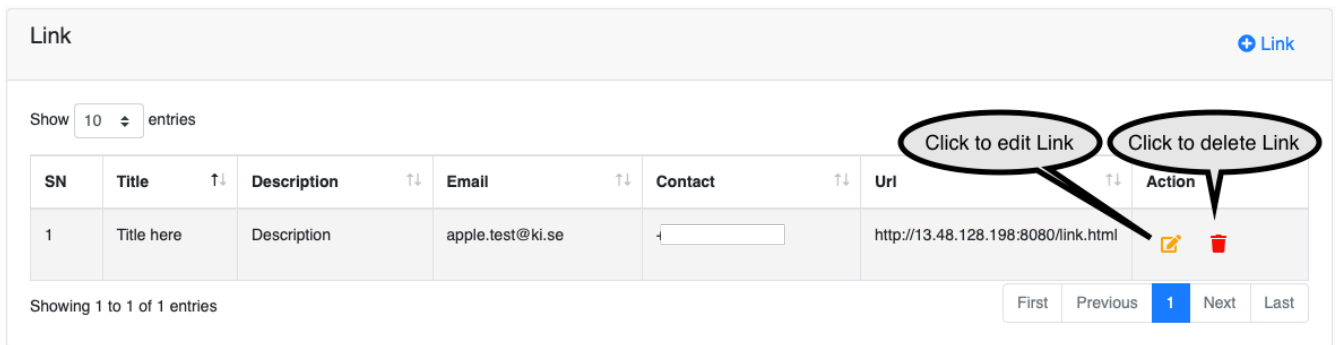 Link
Link
Show 10 entries
Click to edit Link
Click to delete Link
SN Title Description Email Contact Url Action
1 Title here Description apple.test@ki.se http://13.48.128.198:8080/link.html
Showing 1 to 1 of 1 entries
First Previous 1 Next Last